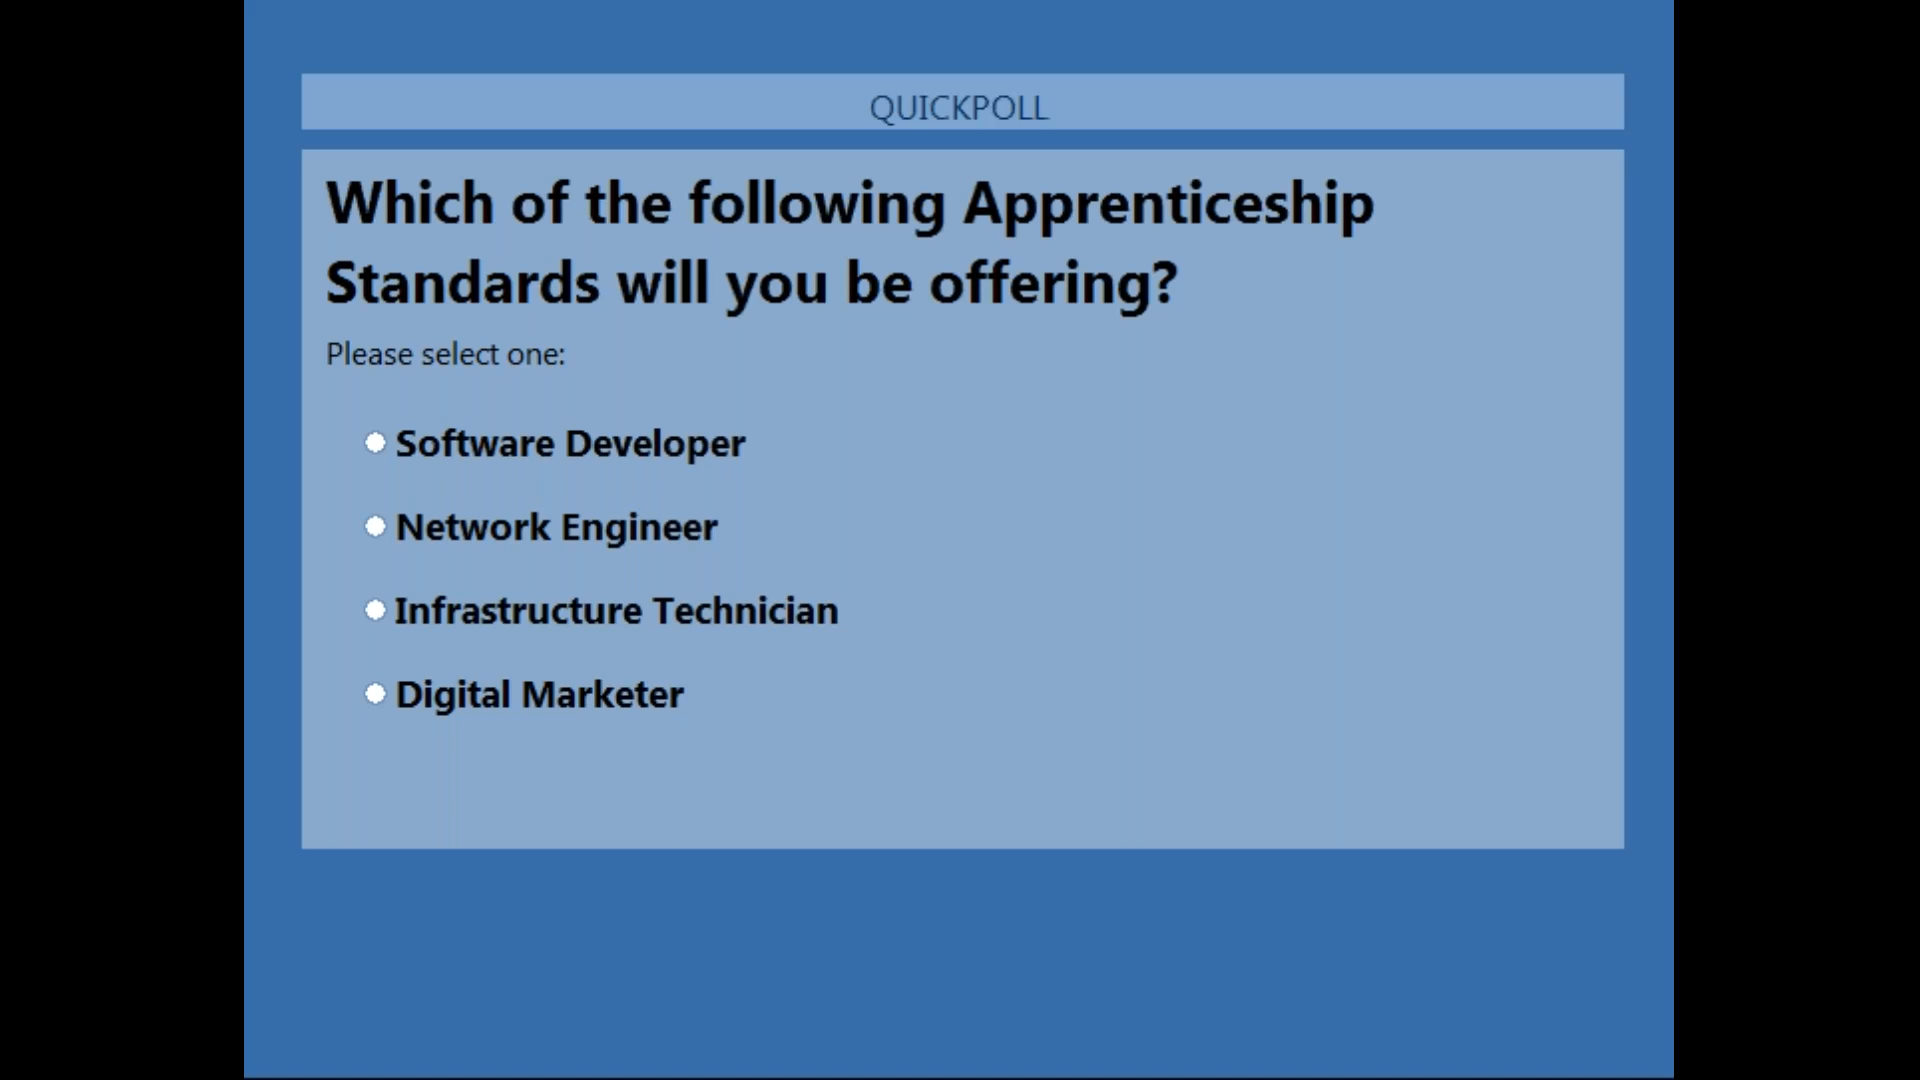 QUICKPOLL
Which of the following Apprenticeship
Standards will you be offering?
Please select one:
Software Developer
Network Engineer
Infrastructure Technician
Digital Marketer